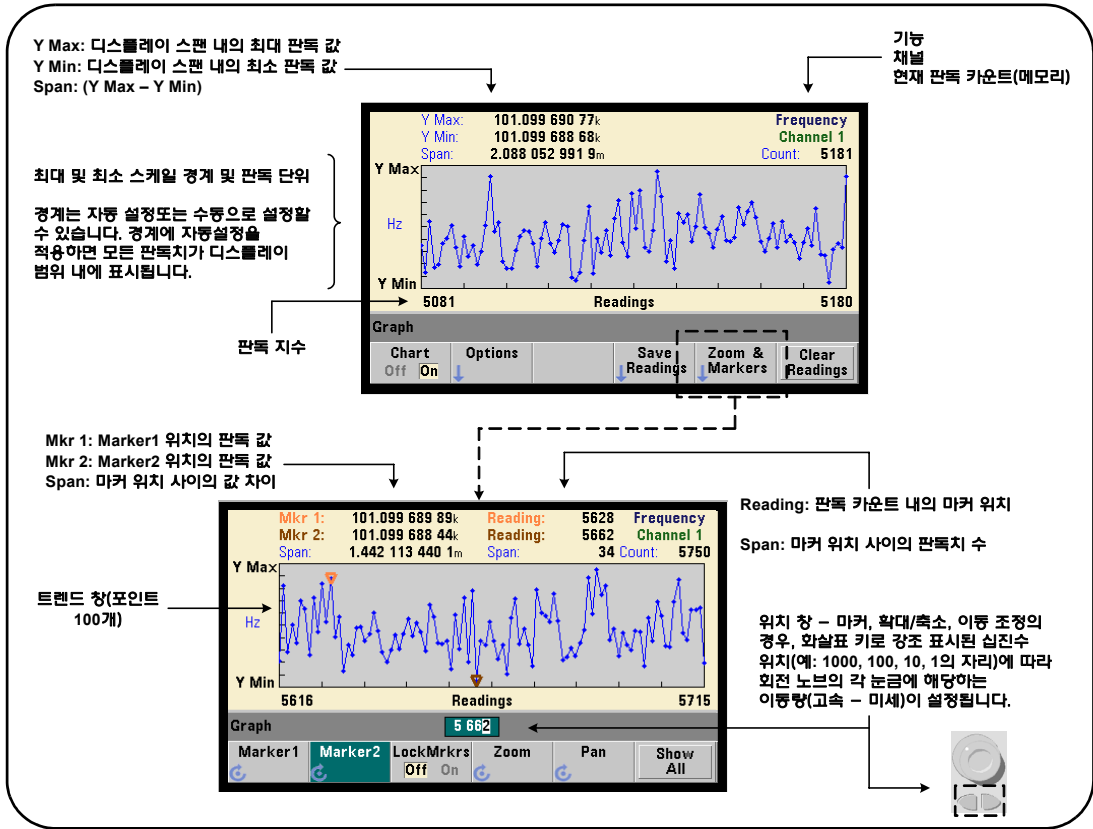 Y Max: 디스플레이 스팬 내의 최대 판독 값
Y Min: 디스플레이 스팬 내의 최소 판독 값
Span: (Y Max – Y Min)
기능
채널
현재 판독 카운트(메모리)
Y Max: 101.099 690 77k Frequency
Y Min: 101.099 688 68k Channel 1
Span: 2.088 052 991 9m Count: 5181
Y Max
Hz
Y Min
5081 Readings 5180
Graph
Chart Off On
Options
Save Readings
Zoom & Markers
Clear Readings
최대 및 최소 스케일 경계 및 판독 단위
경계는 자동 설정또는 수동으로 설정할
수 있습니다. 경계에 자동설정을
적용하면 모든 판독치가 디스플레이
범위 내에 표시됩니다.
판독 지수
Mkr 1: Marker1 위치의 판독 값
Mkr 2: Marker2 위치의 판독 값
Span: 마커 위치 사이의 값 차이
Reading: 판독 카운트 내의 마커 위치
Span: 마커 위치 사이의 판독치 수
Mkr 1: 101.099 689 89k Reading: 5628 Frequency
Mkr 2: 101.099 688 44k Reading: 5662 Channel 1
Span: 1.442 113 440 1m Span: 34 Count: 5750
Y Max
Hz
Y Min
5616 Readings 5715
Graph 5 662
Marker1
Marker2
LockMrkrs Off On
Zoom
Pan
Show All
트렌드 창(포인트
100개)
위치 창 – 마커, 확대/축소, 이동 조정의
경우, 화살표 키로 강조 표시된 십진수
위치(예: 1000, 100, 10, 1의 자리)에 따라
회전 노브의 각 눈금에 해당하는
이동량(고속 – 미세)이 설정됩니다.